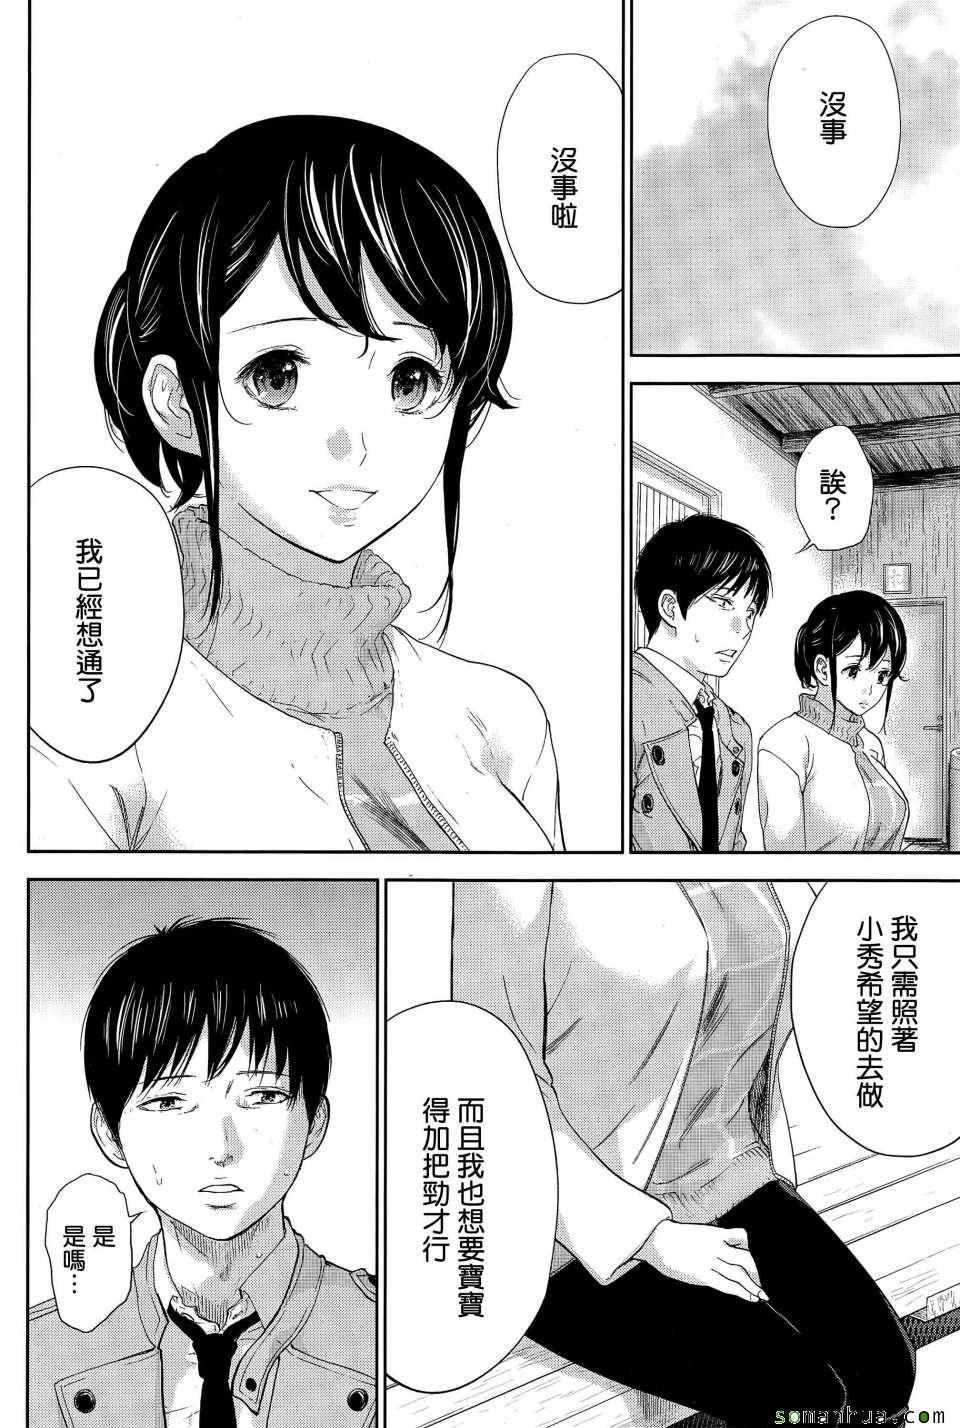 沒事
誒？
沒事啦
我已經想通了
我只需照著
小秀希望的去做
而且我也想要寶寶
得加把勁才行
是
是嗎…
somanhua.com